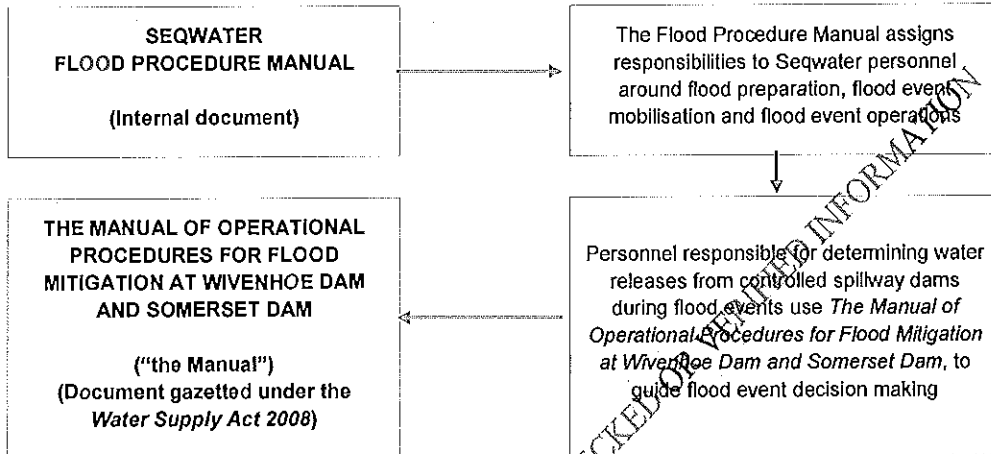 SEQWATER
FLOOD PROCEDURE MANUAL
(Internal document)
The Flood Procedure Manual assigns
responsibilities to Seqwater personnel
around flood preparation, flood event
mobilisation and flood event operations
Personnel responsible for determining water
releases from controlled spillway dams
during flood events use The Manual of
Operational Procedures for Flood Mitigation
at Wivenhoe Dam and Somerset Dam, to
guide flood event decision making
THE MANUAL OF OPERATIONAL
PROCEDURES FOR FLOOD
MITIGATION AT WIVENHOE DAM
AND SOMERSET DAM
("the Manual")
(Document gazetted under the
Water Supply Act 2008)
OR VERIFIED INFORMATION